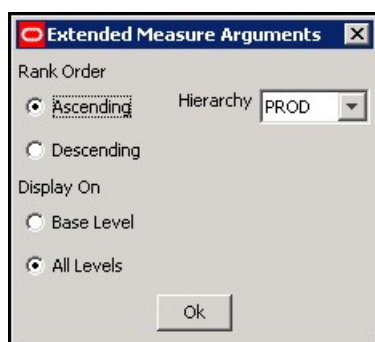 Extended Measure Arguments
Rank Order
Ascending
Hierarchy PROD
Descending
Display On
Base Level
All Levels
Ok